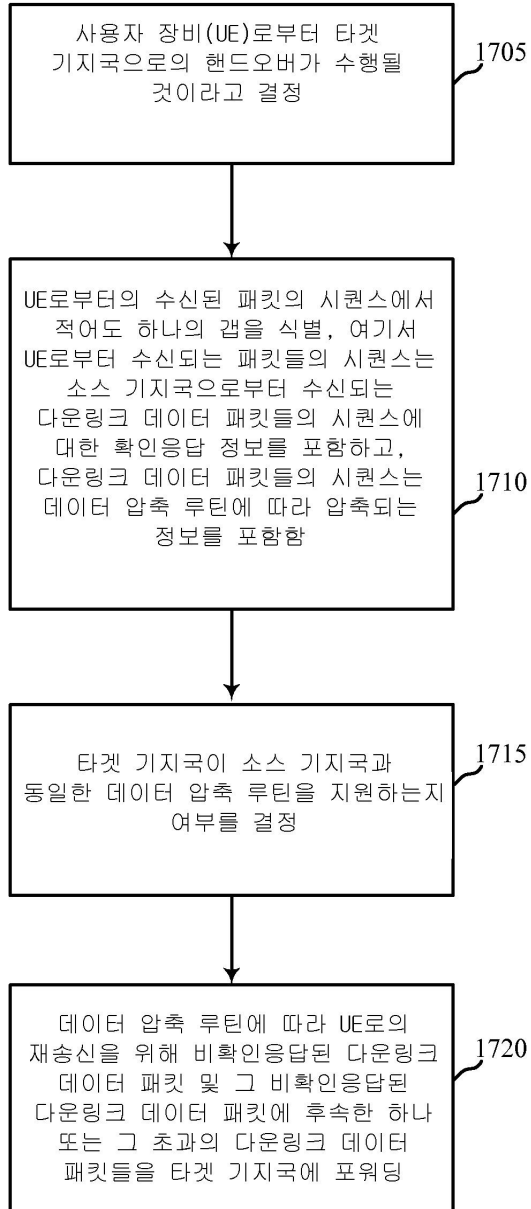 사용자 장비(UE)로부터 타겟
기지국으로의 핸드오버가 수행될
것이라고 결정
1705
UE로부터의 수신된 패킷의 시퀀스에서
적어도 하나의 갭을 식별, 여기서
UE로부터 수신되는 패킷들의 시퀀스는
소스 기지국으로부터 수신되는
다운링크 데이터 패킷들의 시퀀스에
대한 확인응답 정보를 포함하고,
다운링크 데이터 패킷들의 시퀀스는
데이터 압축 루틴에 따라 압축되는
정보를 포함함
1710
타겟 기지국이 소스 기지국과
동일한 데이터 압축 루틴을 지원하는지
여부를 결정
1715
데이터 압축 루틴에 따라 UE로의
재송신을 위해 비확인응답된 다운링크
데이터 패킷 및 그 비확인응답된
다운링크 데이터 패킷에 후속한 하나
또는 그 초과의 다운링크 데이터
패킷들을 타겟 기지국에 포워딩
1720